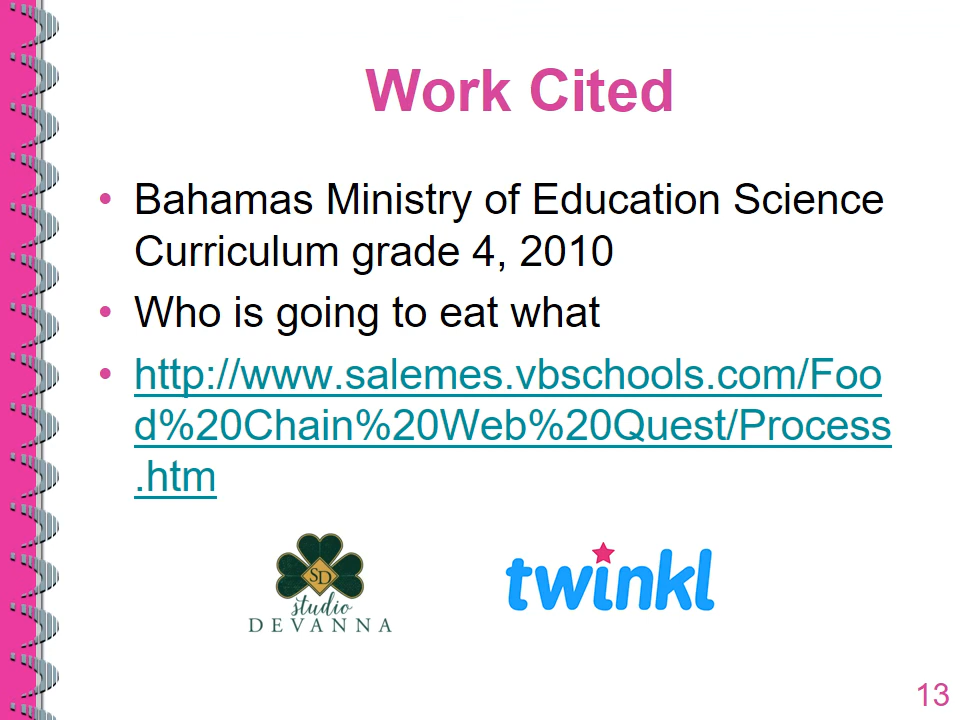 Work Cited
• Bahamas Ministry of Education Science
Curriculum grade 4, 2010
• Who is going to eat what
• http://www.salemes.vbschools.com/Foo
d%20Chain%20Web%20Quest/Process
.htm
SD
studio
DEVANNA
twinkl
13